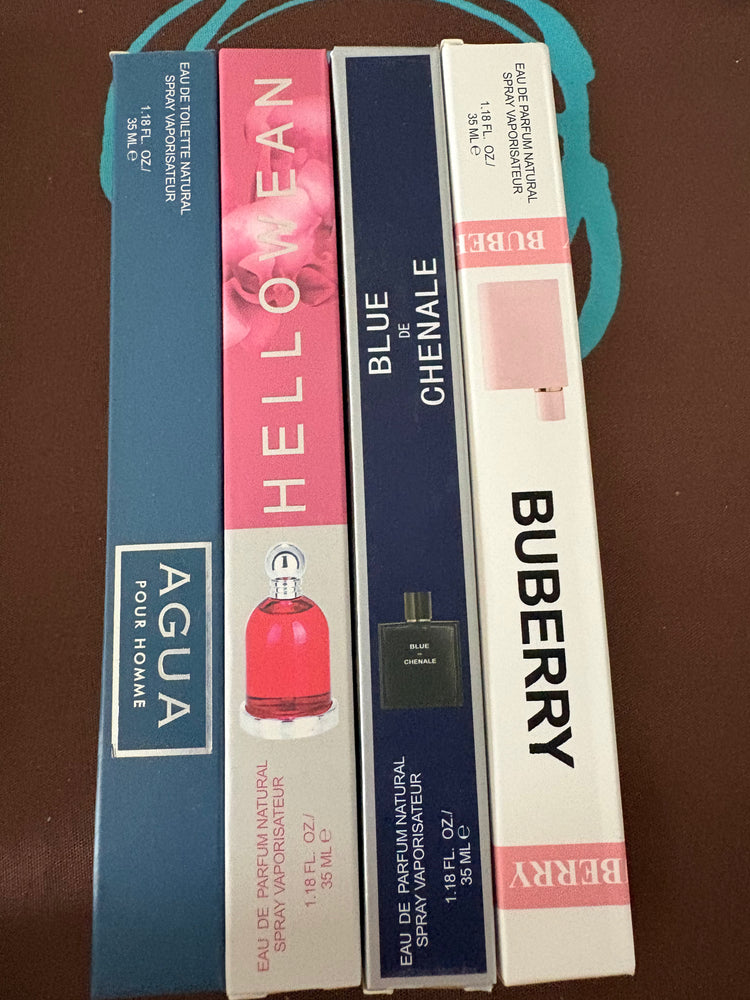 EAU DE TOILETTE NATURAL
SPRAY VAPORISATEUR
1.18 FL. OZ./
35 ML ℮
AGUA
POUR HOMME
HELLOWEAN
EAU DE PARFUM NATURAL
SPRAY VAPORISATEUR
1.18 FL. OZ./
35 ML ℮
BLUE
DE
CHENALE
BLUE
DE
CHENALE
EAU DE PARFUM NATURAL
SPRAY VAPORISATEUR
1.18 FL. OZ./
35 ML ℮
EAU DE PARFUM NATURAL
SPRAY VAPORISATEUR
1.18 FL. OZ./
35 ML ℮
BUBER
BUBERRY
BERRY